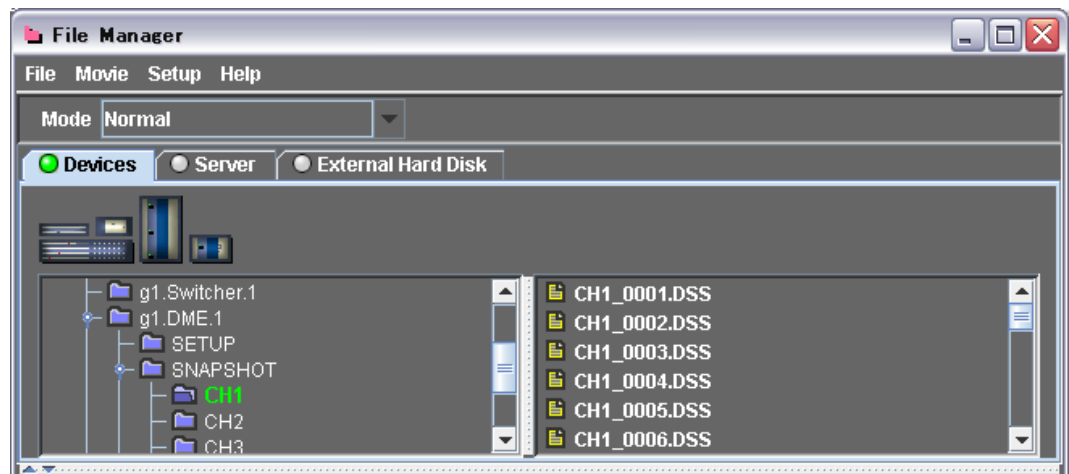 File Manager
File Movie Setup Help
Mode Normal
Devices Server External Hard Disk
g1.Switcher.1
g1.DME.1
SETUP
SNAPSHOT
CH1
CH2
CH3
CH1_0001.DSS
CH1_0002.DSS
CH1_0003.DSS
CH1_0004.DSS
CH1_0005.DSS
CH1_0006.DSS